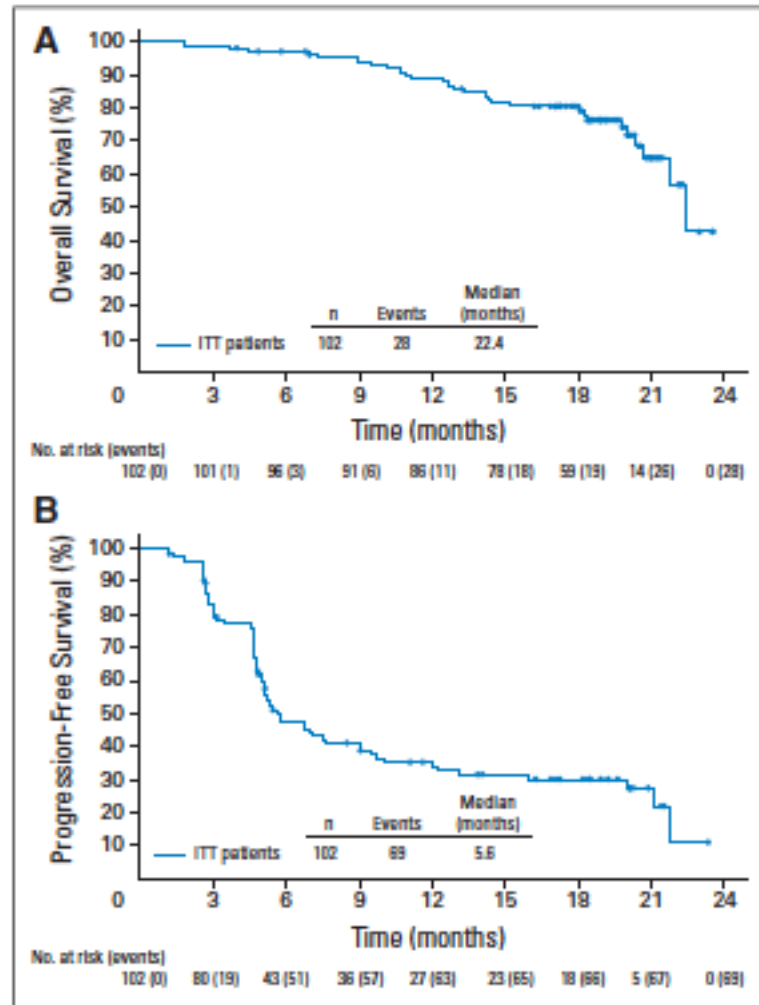 A
Overall Survival (%)
100
90
80
70
60
50
40
30
20
10
0
n Events Median (months)
ITT patients 102 28 22.4
3 6 9 12 15 18 21 24
Time (months)
No. at risk (events)
102 (0) 101 (1) 96 (3) 91 (6) 86 (11) 78 (18) 59 (19) 14 (26) 0 (28)
B
Progression-Free Survival (%)
100
90
80
70
60
50
40
30
20
10
0
n Events Median (months)
ITT patients 102 69 5.6
3 6 9 12 15 18 21 24
Time (months)
No. at risk (events)
102 (0) 80 (19) 43 (51) 36 (57) 27 (63) 23 (65) 18 (66) 5 (67) 0 (69)